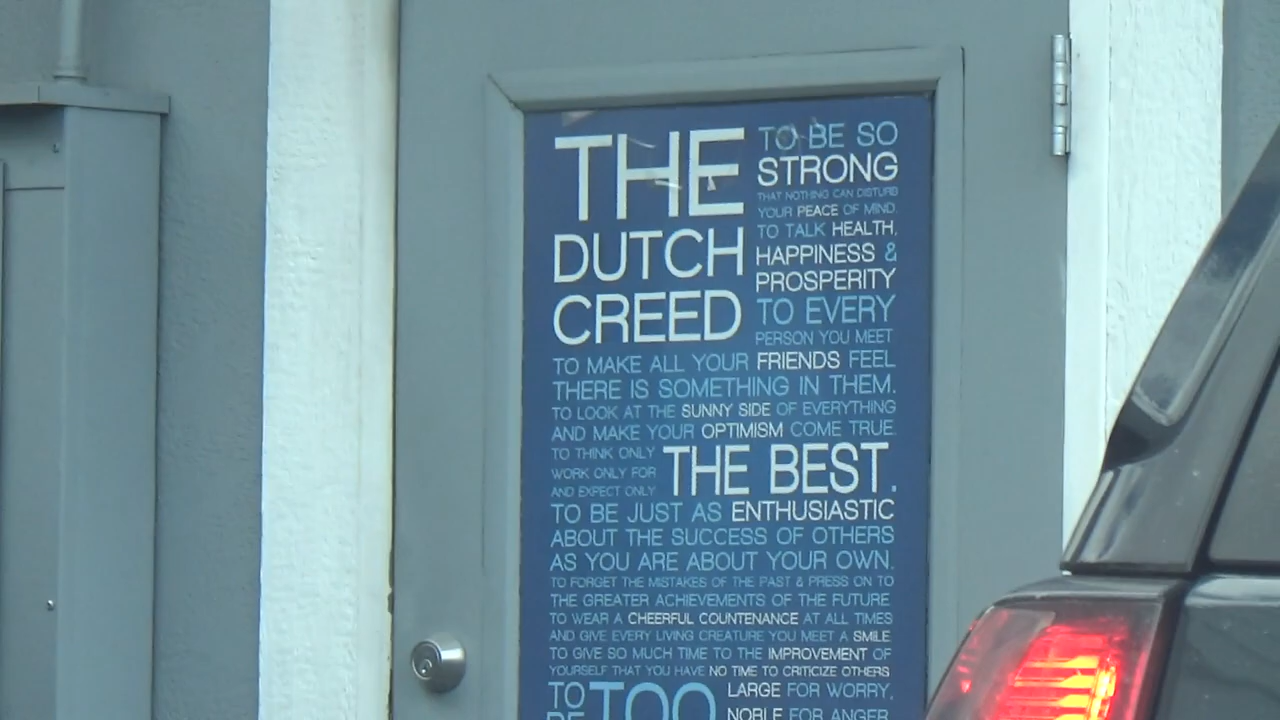 THE
DUTCH
CREED
TO BE SO
STRONG
THAT NOTHING CAN DISTURB
YOUR PEACE OF MIND.
TO TALK HEALTH,
HAPPINESS &
PROSPERITY
TO EVERY
PERSON YOU MEET
TO MAKE ALL YOUR FRIENDS FEEL
THERE IS SOMETHING IN THEM.
TO LOOK AT THE SUNNY SIDE OF EVERYTHING
AND MAKE YOUR OPTIMISM COME TRUE.
TO THINK ONLY
WORK ONLY FOR
AND EXPECT ONLY
THE BEST.
TO BE JUST AS ENTHUSIASTIC
ABOUT THE SUCCESS OF OTHERS
AS YOU ARE ABOUT YOUR OWN.
TO FORGET THE MISTAKES OF THE PAST & PRESS ON TO
THE GREATER ACHIEVEMENTS OF THE FUTURE
TO WEAR A CHEERFUL COUNTENANCE AT ALL TIMES
AND GIVE EVERY LIVING CREATURE YOU MEET A SMILE
TO GIVE SO MUCH TIME TO THE IMPROVEMENT OF
YOURSELF THAT YOU HAVE NO TIME TO CRITICIZE OTHERS
TO
BE
TOO
LARGE FOR WORRY,
NOBLE FOR ANGER